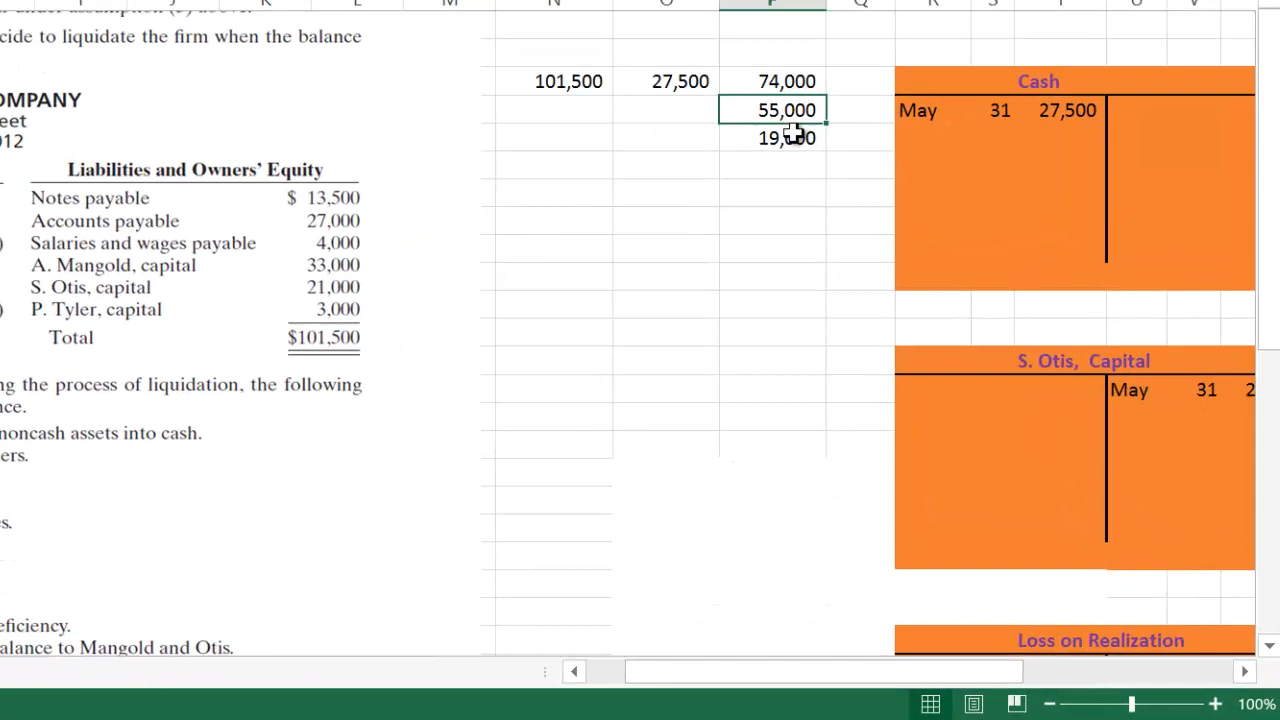 cide to liquidate the firm when the balance
OMPANY
eet
012
Liabilities and Owners' Equity
Notes payable $ 13,500
Accounts payable 27,000
) Salaries and wages payable 4,000
A. Mangold, capital 33,000
S. Otis, capital 21,000
) P. Tyler, capital 3,000
Total $101,500
ng the process of liquidation, the following
nce.
noncash assets into cash.
ers.
es.
eficiency.
alance to Mangold and Otis.
101,500 27,500 74,000
55,000
Cash
May 31 27,500
S. Otis, Capital
May 31 2
Loss on Realization
100%